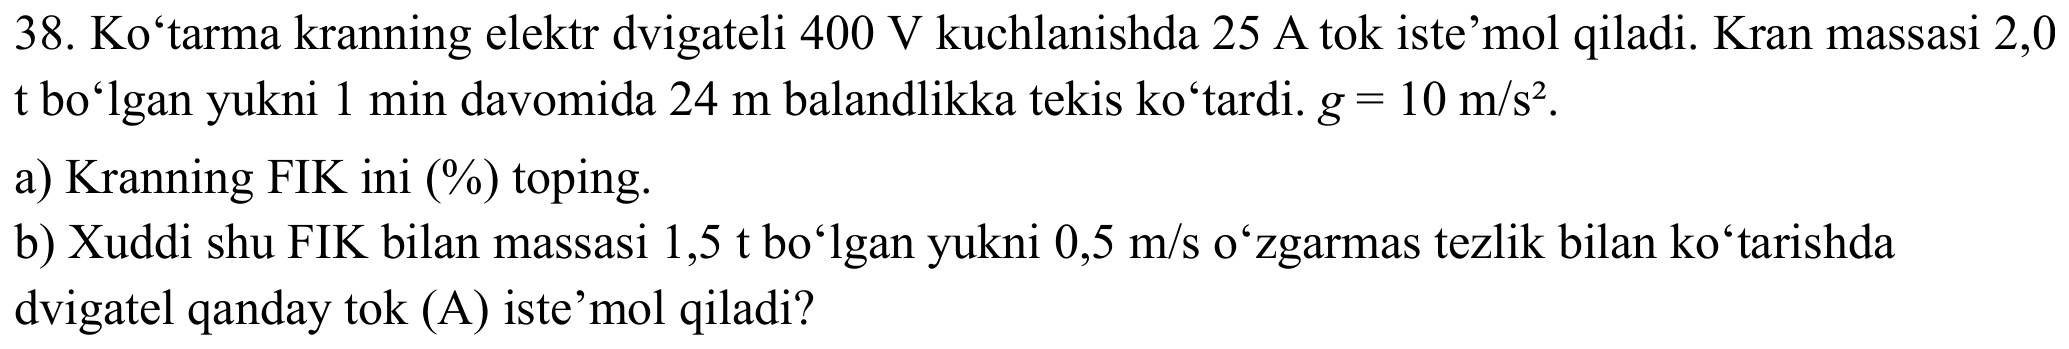 38. Ko‘tarma kranning elektr dvigateli 400 V kuchlanishda 25 A tok iste’mol qiladi. Kran massasi 2,0
t bo‘lgan yukni 1 min davomida 24 m balandlikka tekis ko‘tardi. g = 10 m/s².
a) Kranning FIK ini (%) toping.
b) Xuddi shu FIK bilan massasi 1,5 t bo‘lgan yukni 0,5 m/s o‘zgarmas tezlik bilan ko‘tarishda
dvigatel qanday tok (A) iste’mol qiladi?